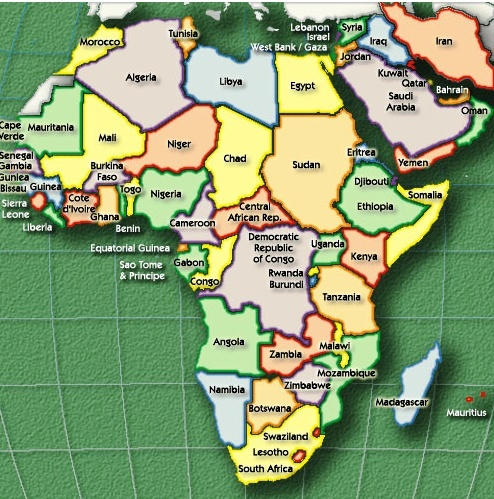 Tunisia
Morocco
Lebanon
Israel
Syria
West Bank / Gaza
Iraq
Iran
Jordan
Algeria
Libya
Egypt
Kuwait
Qatar
Bahrain
Saudi
Arabia
Oman
Cape
Verde
Mauritania
Mali
Niger
Chad
Sudan
Eritrea
Yemen
Senegal
Gambia
Guniea
Bissau
Guinea
Burkina
Faso
Djibouti
Somalia
Sierra
Leone
Cote
d'Ivoire
Ghana
Togo
Nigeria
Ethiopia
Liberia
Benin
Cameroon
Central
African Rep.
Equatorial Guinea
Sao Tome
& Principe
Gabon
Congo
Democratic
Republic
of Congo
Uganda
Kenya
Rwanda
Burundi
Tanzania
Angola
Zambia
Malawi
Mozambique
Namibia
Zimbabwe
Botswana
Madagascar
Mauritius
Swaziland
Lesotho
South Africa